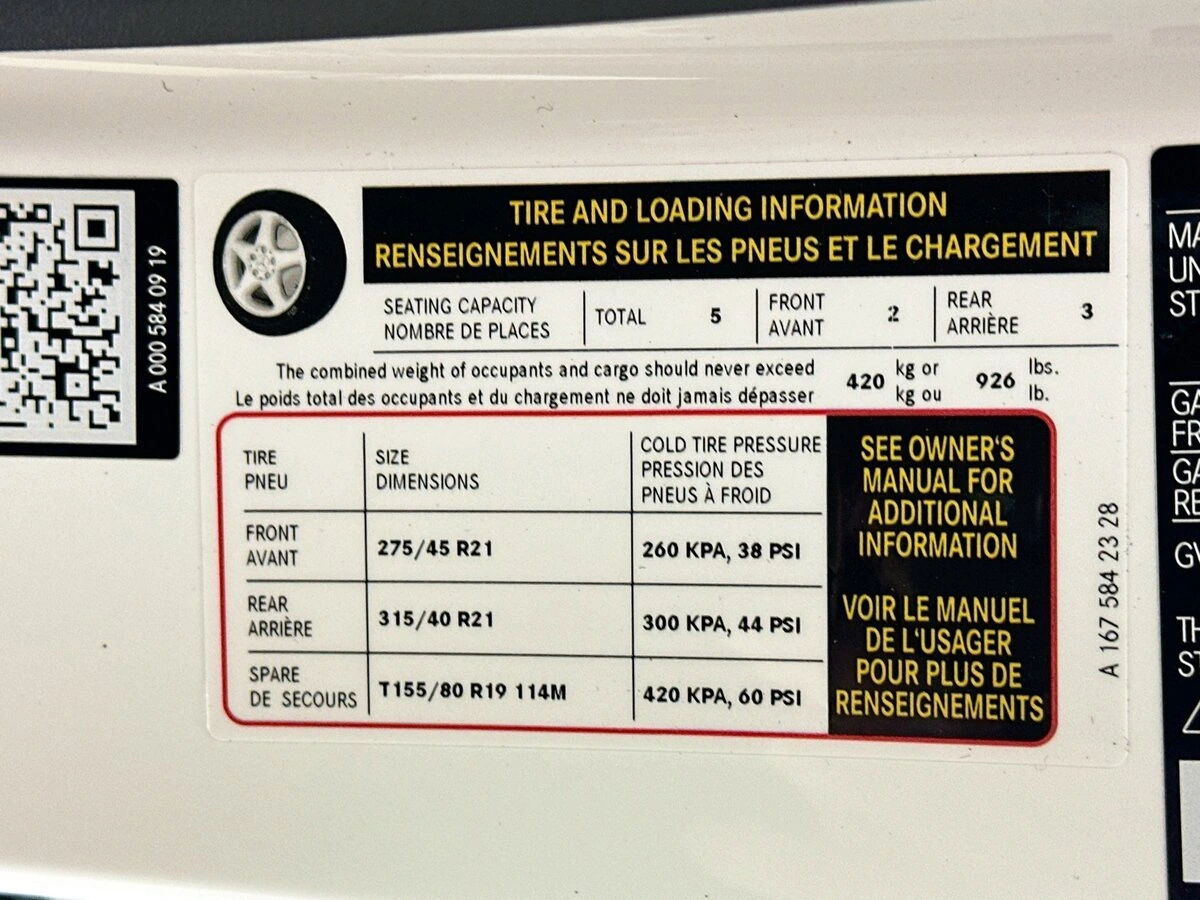 A 000 584 09 19
TIRE AND LOADING INFORMATION
RENSEIGNEMENTS SUR LES PNEUS ET LE CHARGEMENT
SEATING CAPACITY
NOMBRE DE PLACES
TOTAL 5
FRONT
AVANT
2
REAR
ARRIÈRE
3
The combined weight of occupants and cargo should never exceed
Le poids total des occupants et du chargement ne doit jamais dépasser
420 kg or
kg ou
926 lbs.
lb.
TIRE
PNEU
SIZE
DIMENSIONS
COLD TIRE PRESSURE
PRESSION DES
PNEUS À FROID
FRONT
AVANT
275/45 R21
260 KPA, 38 PSI
REAR
ARRIÈRE
315/40 R21
300 KPA, 44 PSI
SPARE
DE SECOURS
T155/80 R19 114M
420 KPA, 60 PSI
SEE OWNER'S
MANUAL FOR
ADDITIONAL
INFORMATION
VOIR LE MANUEL
DE L'USAGER
POUR PLUS DE
RENSEIGNEMENTS
A 167 584 23 28